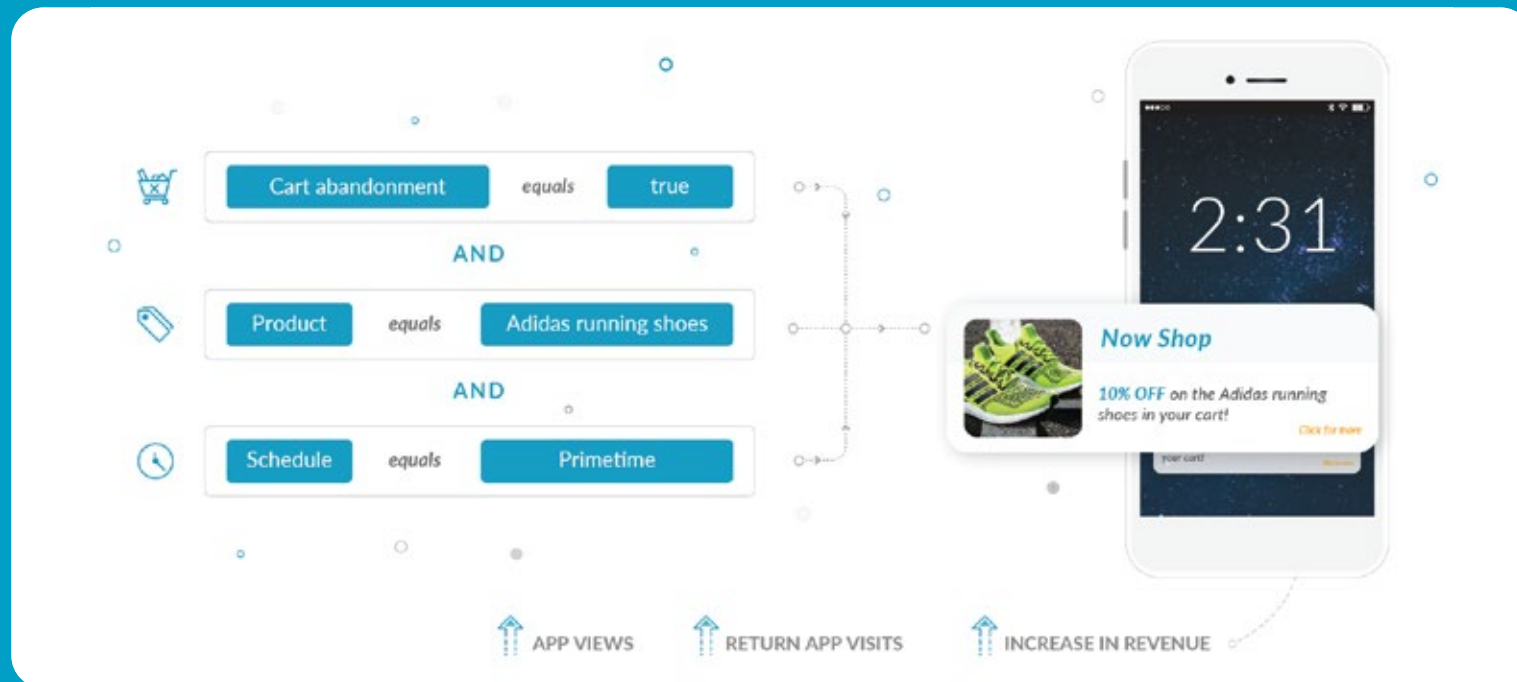 Cart abandonment equals true
AND
Product equals Adidas running shoes
AND
Schedule equals Primetime
2:31
Now Shop
10% OFF on the Adidas running
shoes in your cart!
Click for more
your cart!
APP VIEWS RETURN APP VISITS INCREASE IN REVENUE